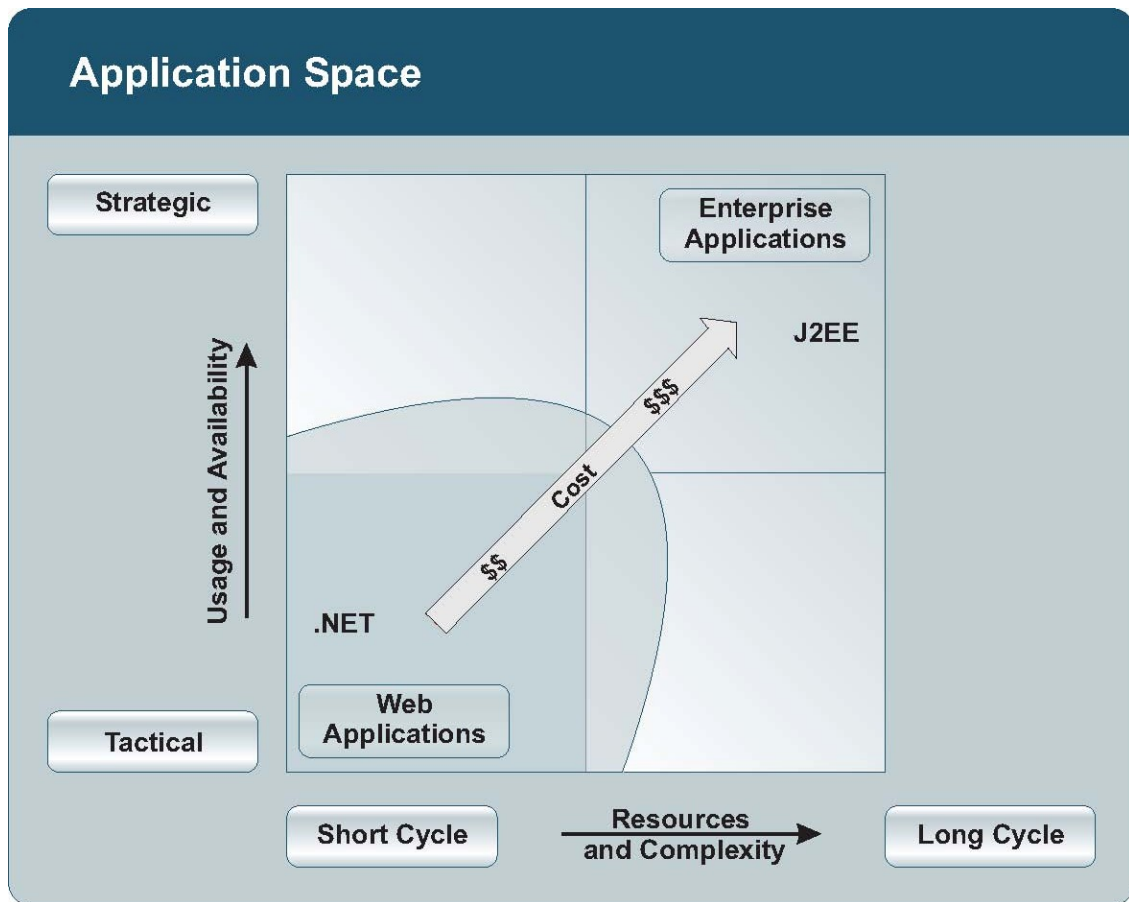 Application Space
Strategic
Enterprise
Applications
J2EE
Usage and Availability
$$$
Cost
$$
.NET
Web
Applications
Tactical
Short Cycle
Resources
and Complexity
Long Cycle